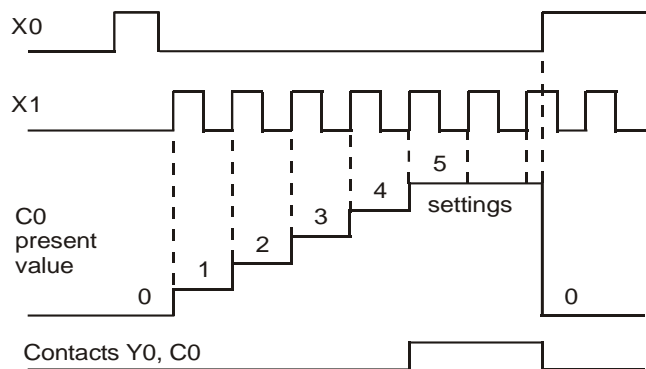 X0
X1
5
4
settings
3
C0
present
value
2
1
0
0
Contacts Y0, C0